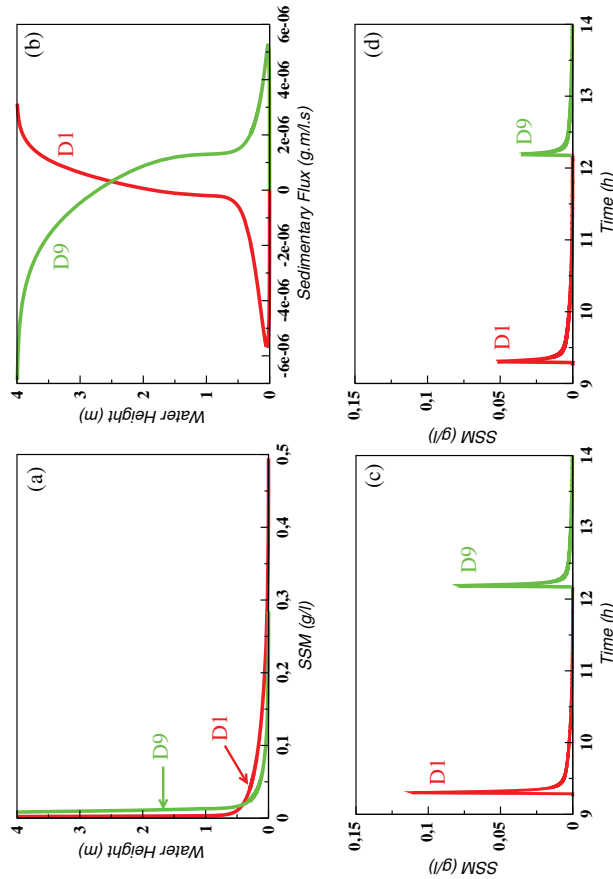 (a)
4
3
2
1
0
Water Height (m)
D9
D1
0
0,1
0,2
0,3
0,4
0,5
SSM (g/l)
(b)
4
3
2
1
0
Water Height (m)
D9
D1
-6e-06
-4e-06
-2e-06
0
2e-06
4e-06
6e-06
Sedimentary Flux (g.m/l.s)
(c)
0,15
0,1
0,05
0
SSM (g/l)
D1
D9
9
10
11
12
13
14
Time (h)
(d)
0,15
0,1
0,05
0
SSM (g/l)
D1
D9
9
10
11
12
13
14
Time (h)